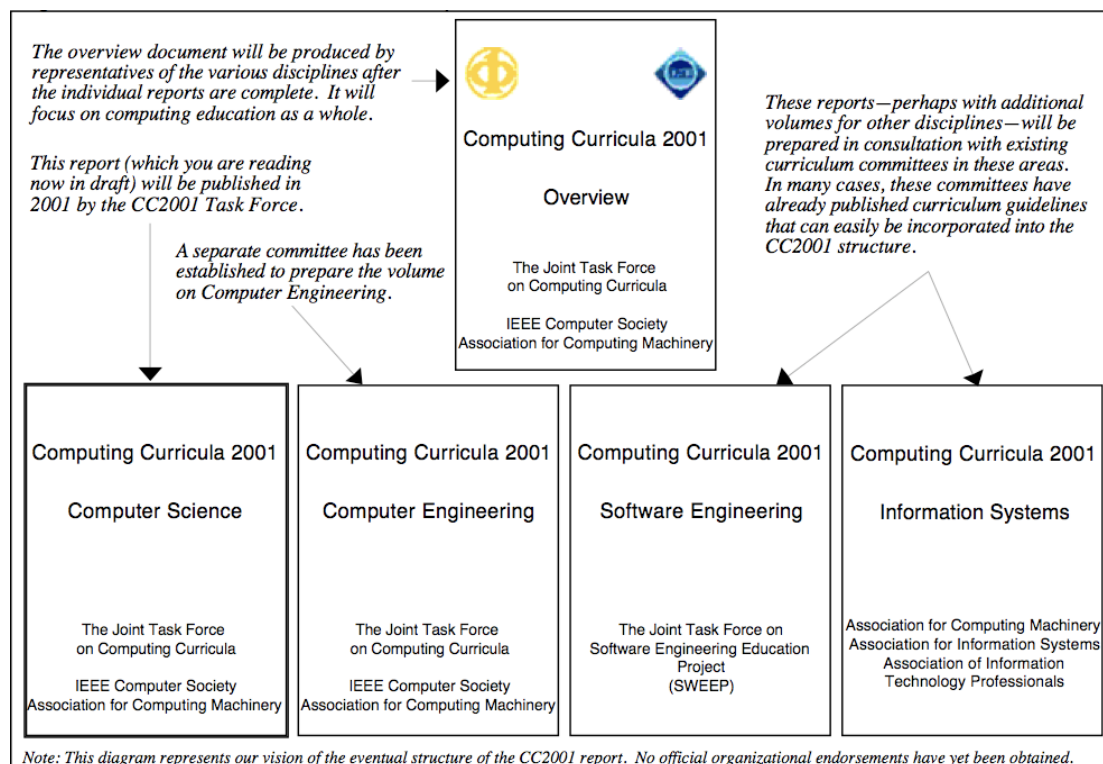 The overview document will be produced by
representatives of the various disciplines after
the individual reports are complete. It will
focus on computing education as a whole.
This report (which you are reading
now in draft) will be published in
2001 by the CC2001 Task Force.
A separate committee has been
established to prepare the volume
on Computer Engineering.
Computing Curricula 2001
Overview
The Joint Task Force
on Computing Curricula
IEEE Computer Society
Association for Computing Machinery
These reports—perhaps with additional
volumes for other disciplines—will be
prepared in consultation with existing
curriculum committees in these areas.
In many cases, these committees have
already published curriculum guidelines
that can easily be incorporated into the
CC2001 structure.
Computing Curricula 2001
Computer Science
The Joint Task Force
on Computing Curricula
IEEE Computer Society
Association for Computing Machinery
Computing Curricula 2001
Computer Engineering
The Joint Task Force
on Computing Curricula
IEEE Computer Society
Association for Computing Machinery
Computing Curricula 2001
Software Engineering
The Joint Task Force on
Software Engineering Education
Project
(SWEEP)
Computing Curricula 2001
Information Systems
Association for Computing Machinery
Association for Information Systems
Association of Information
Technology Professionals
Note: This diagram represents our vision of the eventual structure of the CC2001 report. No official organizational endorsements have yet been obtained.